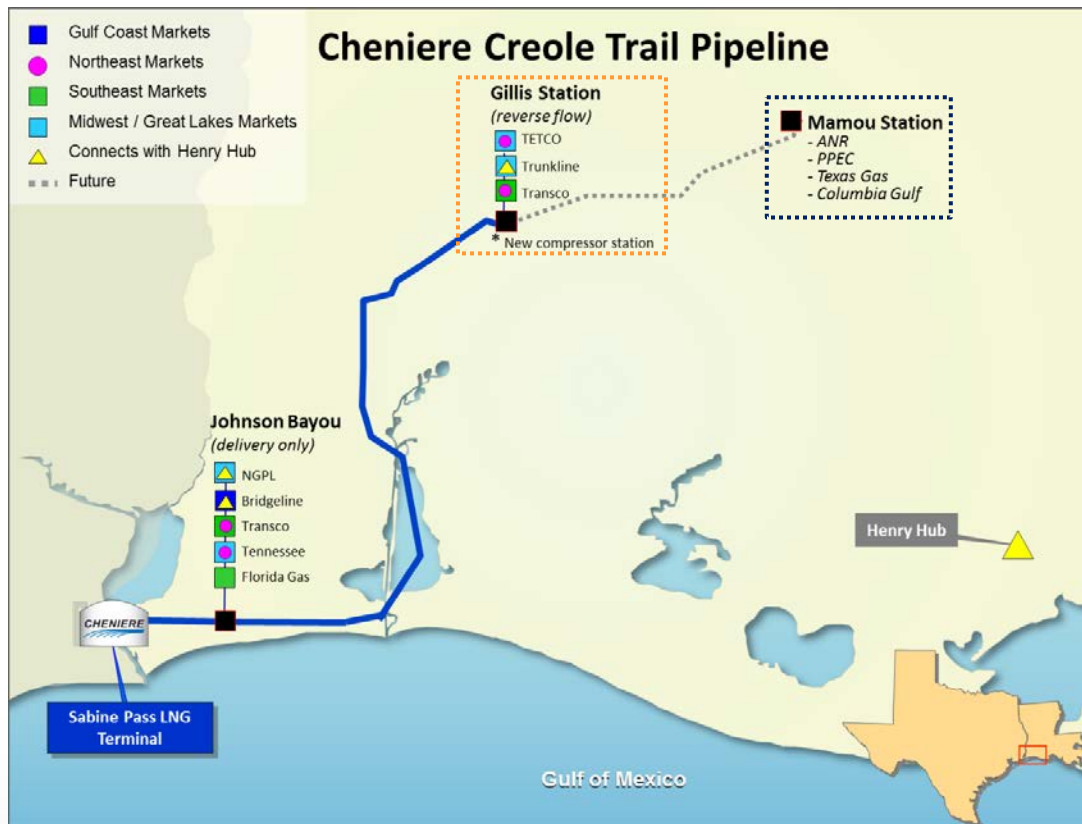 Cheniere Creole Trail Pipeline
Gulf Coast Markets
Northeast Markets
Southeast Markets
Midwest / Great Lakes Markets
Connects with Henry Hub
Future
Gillis Station
(reverse flow)
TETCO
Trunkline
Transco
* New compressor station
Mamou Station
- ANR
- PPEC
- Texas Gas
- Columbia Gulf
Johnson Bayou
(delivery only)
NGPL
Bridgeline
Transco
Tennessee
Florida Gas
Henry Hub
CHENIERE
Sabine Pass LNG
Terminal
Gulf of Mexico